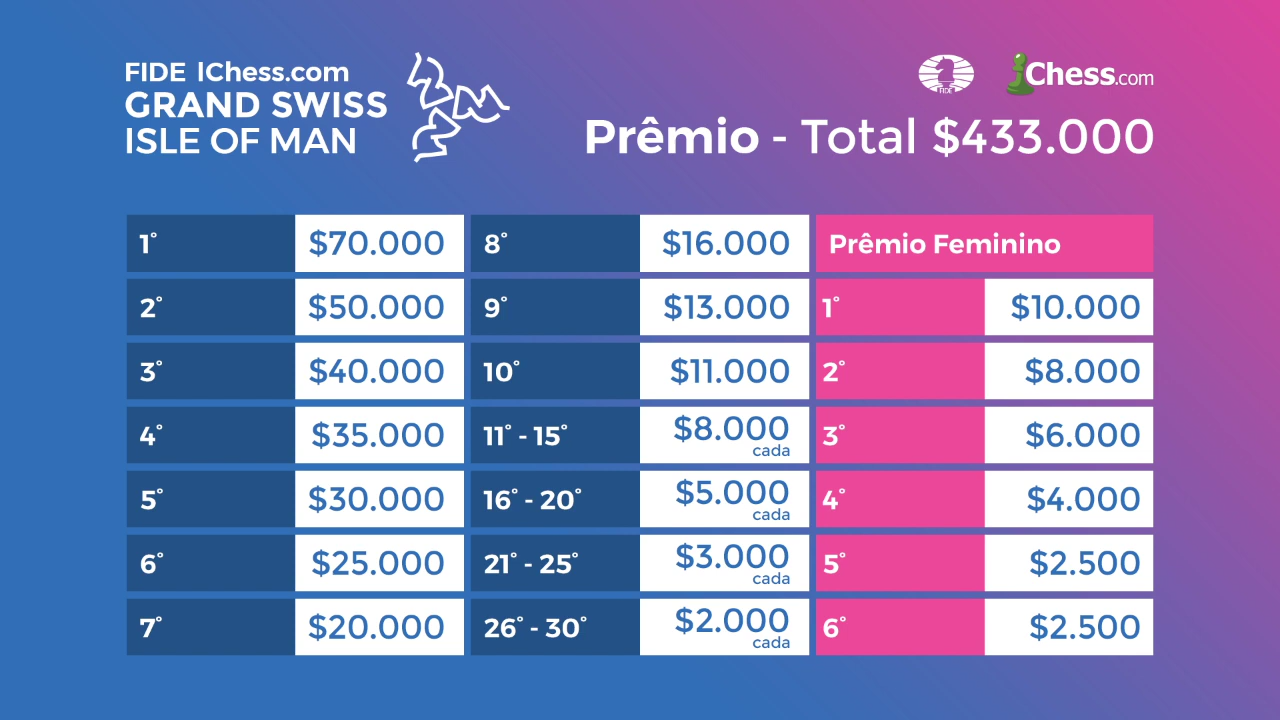 FIDE |Chess.com
GRAND SWISS
ISLE OF MAN
FIDE
Chess.com
Prêmio - Total $433.000
1° $70.000
2° $50.000
3° $40.000
4° $35.000
5° $30.000
6° $25.000
7° $20.000
8° $16.000
9° $13.000
10° $11.000
11° - 15° $8.000
cada
16° - 20° $5.000
cada
21° - 25° $3.000
cada
26° - 30° $2.000
cada
Prêmio Feminino
1° $10.000
2° $8.000
3° $6.000
4° $4.000
5° $2.500
6° $2.500